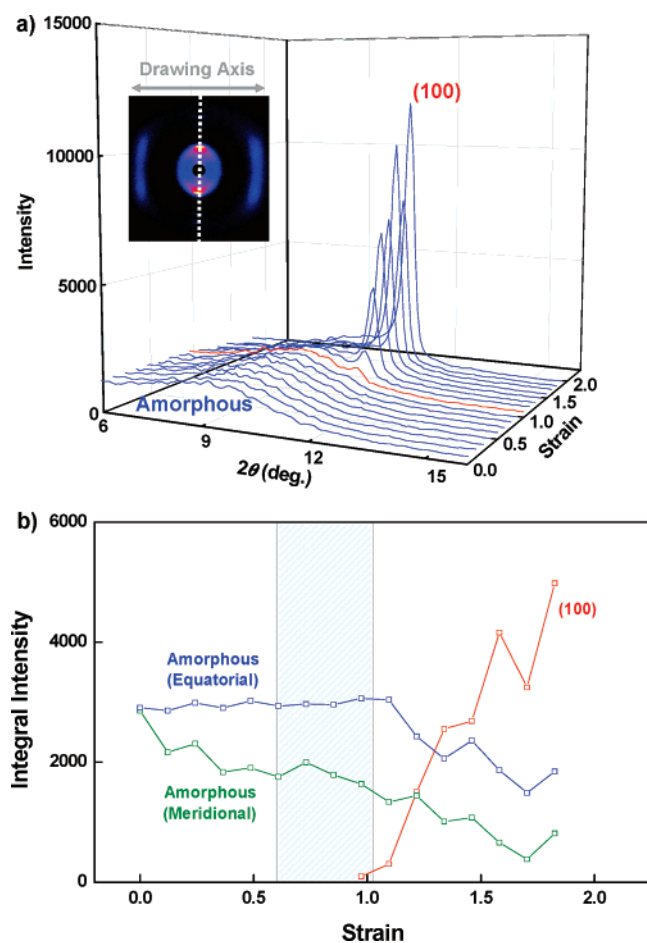 a)
15000
10000
5000
0
Intensity
Drawing Axis
(100)
Amorphous
6
9
12
15
2θ (deg.)
0.0
0.5
1.0
1.5
2.0
Strain
b)
6000
4000
2000
0
Integral Intensity
Amorphous
(Equatorial)
Amorphous
(Meridional)
(100)
0.0
0.5
1.0
1.5
2.0
Strain